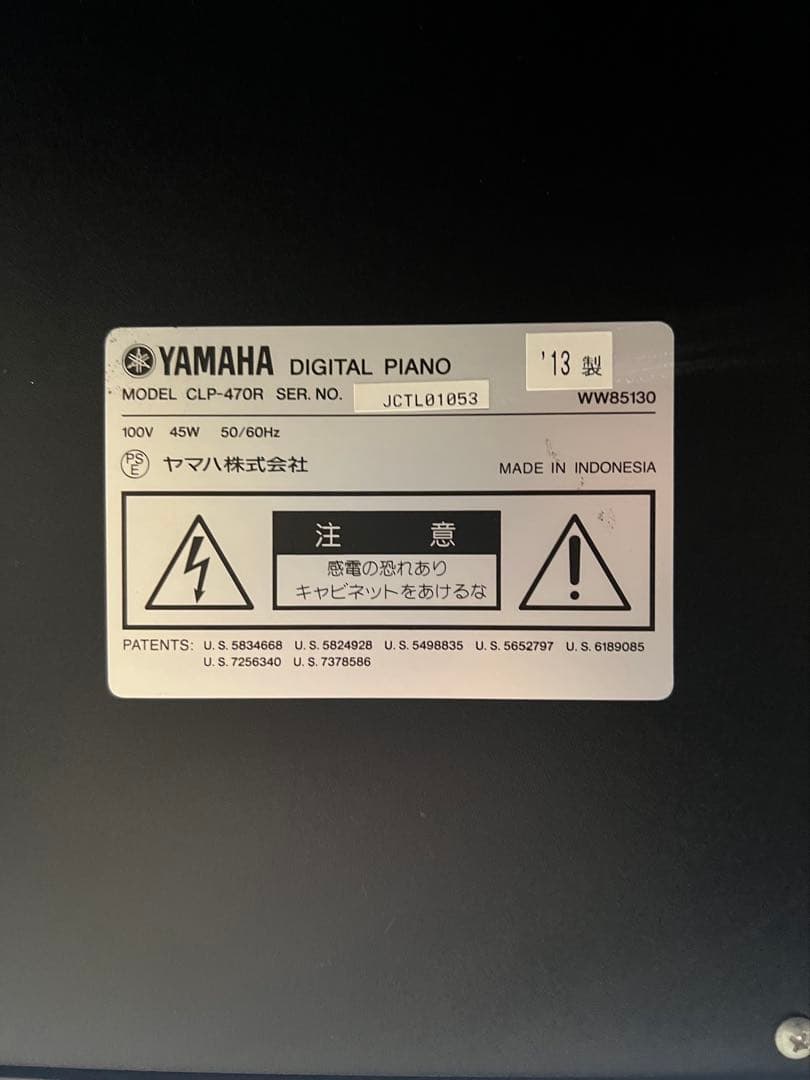 YAMAHA DIGITAL PIANO '13 製
MODEL CLP-470R SER. NO. JCTL01053 WW85130
100V 45W 50/60Hz
PSE ヤマハ株式会社 MADE IN INDONESIA
注 意
感電の恐れあり
キャビネットをあけるな
PATENTS: U.S.5834668 U.S.5824928 U.S.5498835 U.S.5652797 U.S.6189085
U.S.7256340 U.S.7378586